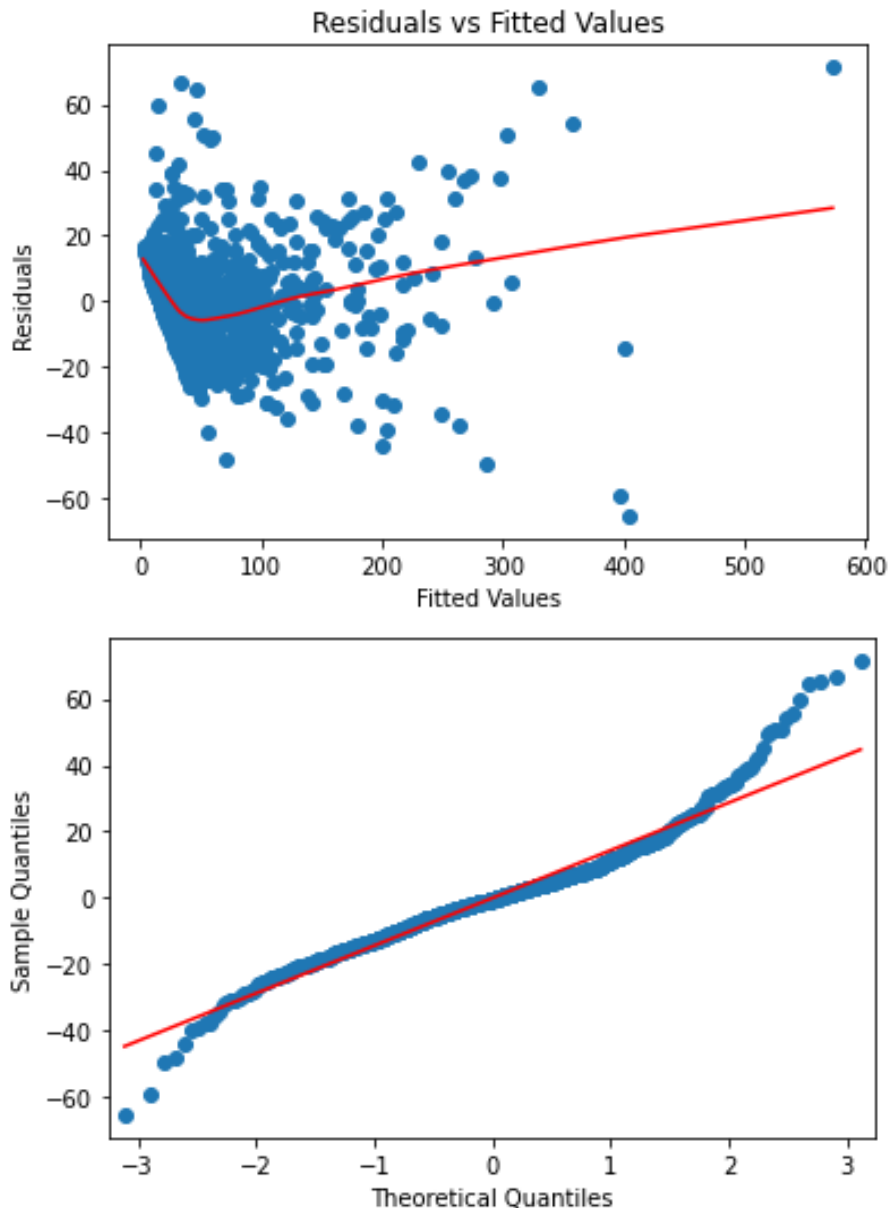 Residuals vs Fitted Values
60
40
20
0
−20
−40
−60
Residuals
0 100 200 300 400 500 600
Fitted Values
60
40
20
0
−20
−40
−60
Sample Quantiles
−3 −2 −1 0 1 2 3
Theoretical Quantiles